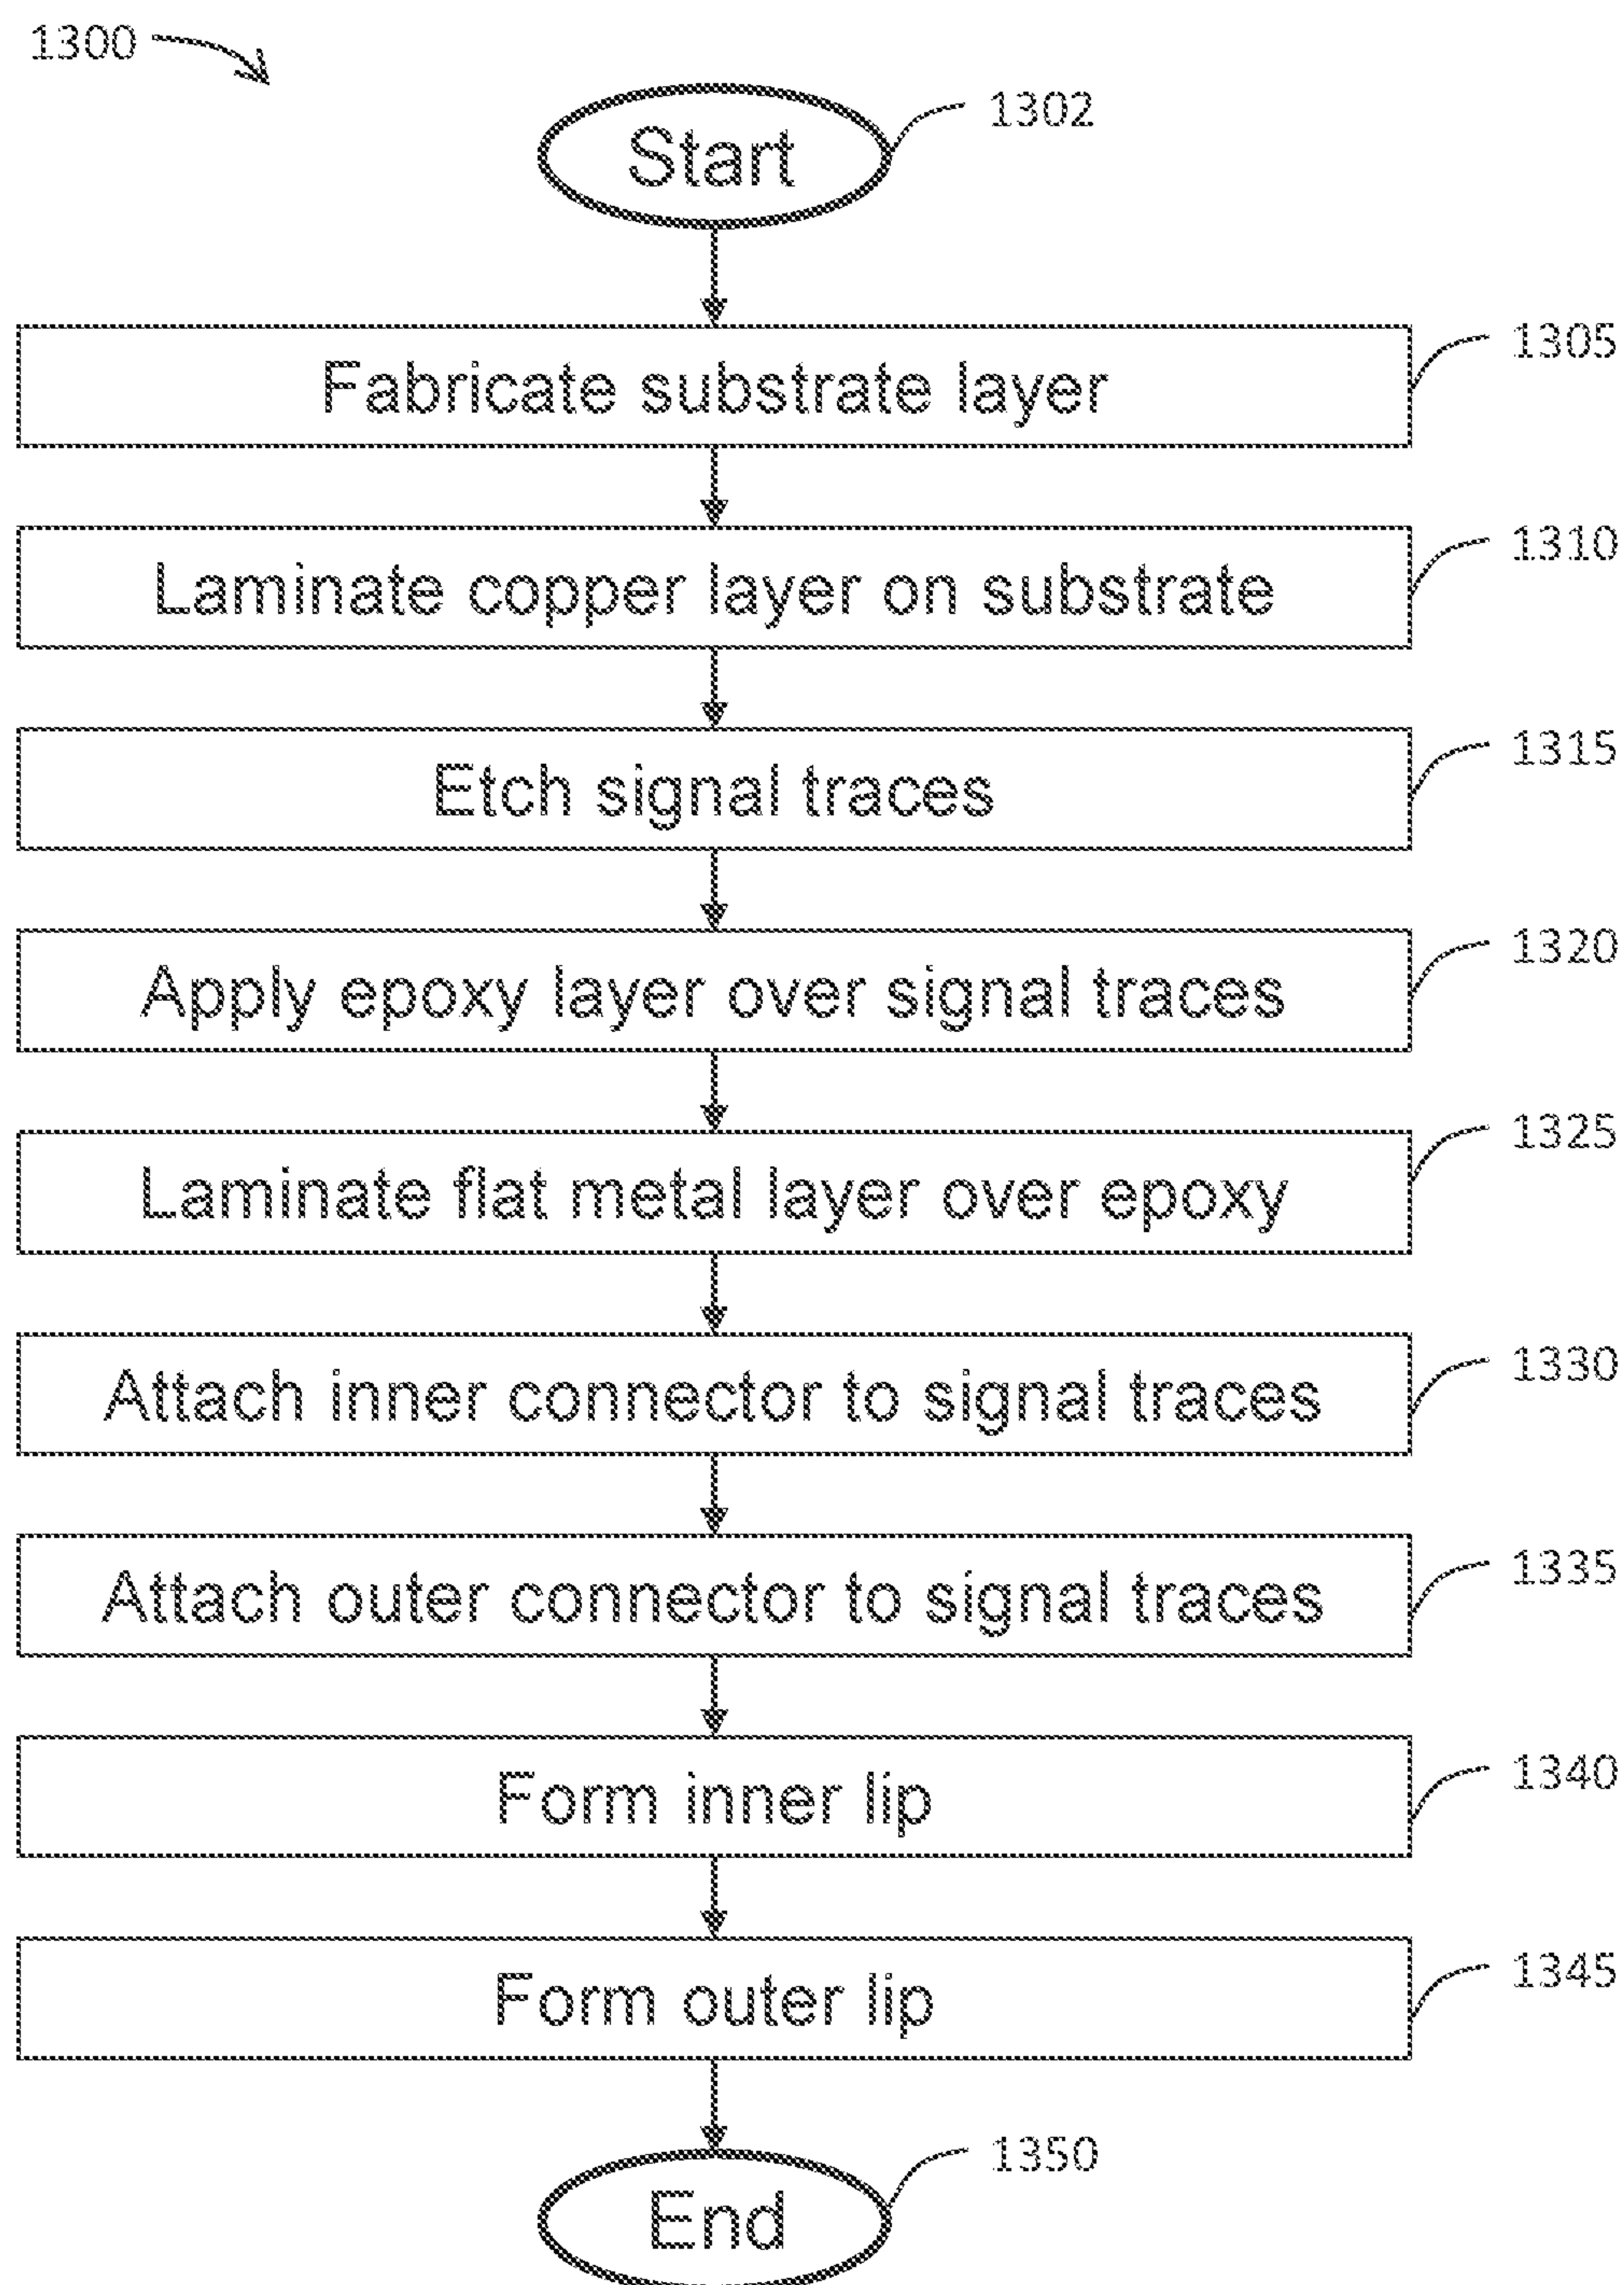 1300
Start
1302
Fabricate substrate layer
1305
Laminate copper layer on substrate
1310
Etch signal traces
1315
Apply epoxy layer over signal traces
1320
Laminate flat metal layer over epoxy
1325
Attach inner connector to signal traces
1330
Attach outer connector to signal traces
1335
Form inner lip
1340
Form outer lip
1345
End
1350